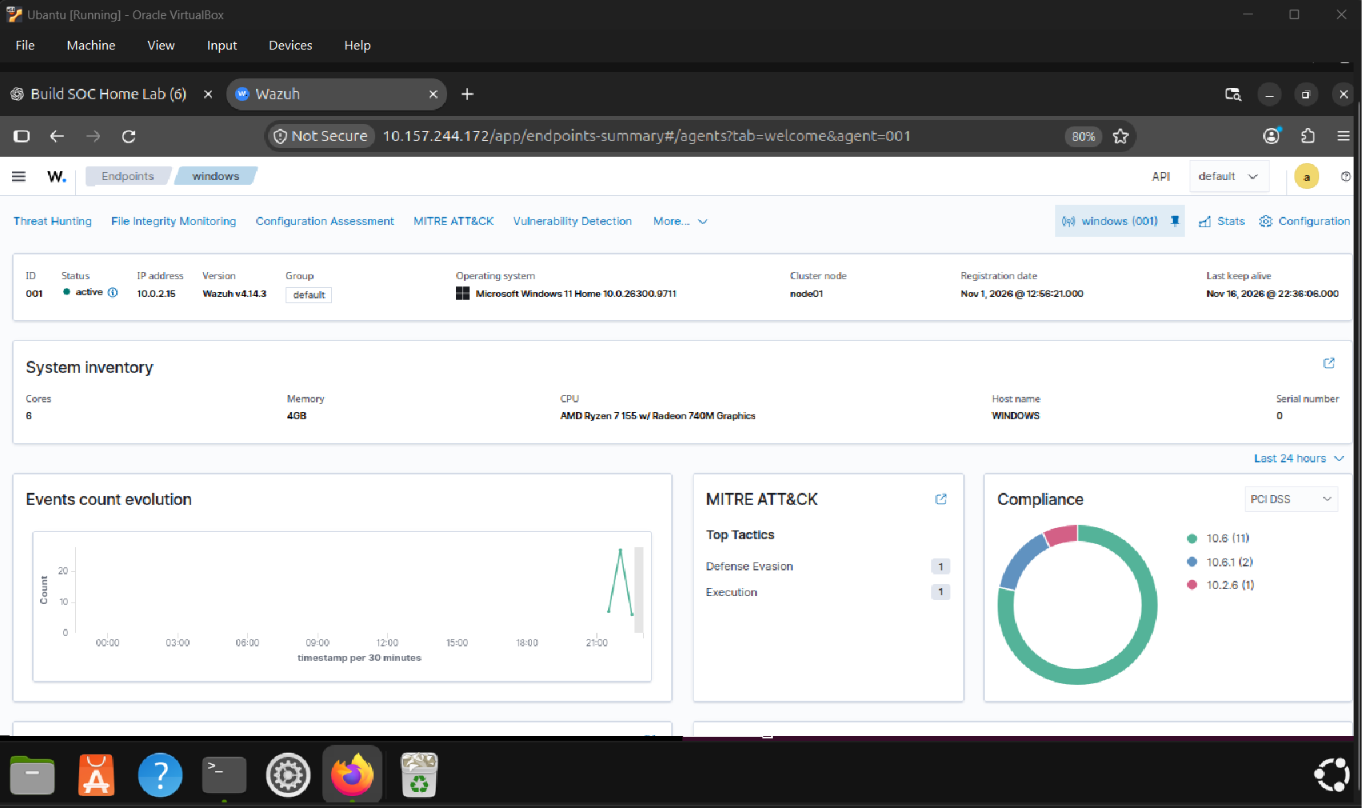 Ubantu [Running] - Oracle VirtualBox
File Machine View Input Devices Help
Build SOC Home Lab (6) Wazuh
Not Secure 10.157.244.172/app/endpoints-summary#/agents?tab=welcome&agent=001 80%
W. Endpoints windows API default a
Threat Hunting File Integrity Monitoring Configuration Assessment MITRE ATT&CK Vulnerability Detection More... windows (001) Stats Configuration
ID Status IP address Version Group Operating system Cluster node Registration date Last keep alive
001 active 10.0.2.15 Wazuh v4.14.3 default Microsoft Windows 11 Home 10.0.26300.9711 node01 Nov 1, 2026 @ 12:56:21.000 Nov 16, 2026 @ 22:36:06.000
System inventory
Cores Memory CPU Host name Serial number
6 4GB AMD Ryzen 7 155 w/ Radeon 740M Graphics WINDOWS 0
Last 24 hours
Events count evolution
Count
20
10
0
00:00 03:00 06:00 09:00 12:00 15:00 18:00 21:00
timestamp per 30 minutes
MITRE ATT&CK
Top Tactics
Defense Evasion 1
Execution 1
Compliance PCI DSS
10.6 (11)
10.6.1 (2)
10.2.6 (1)